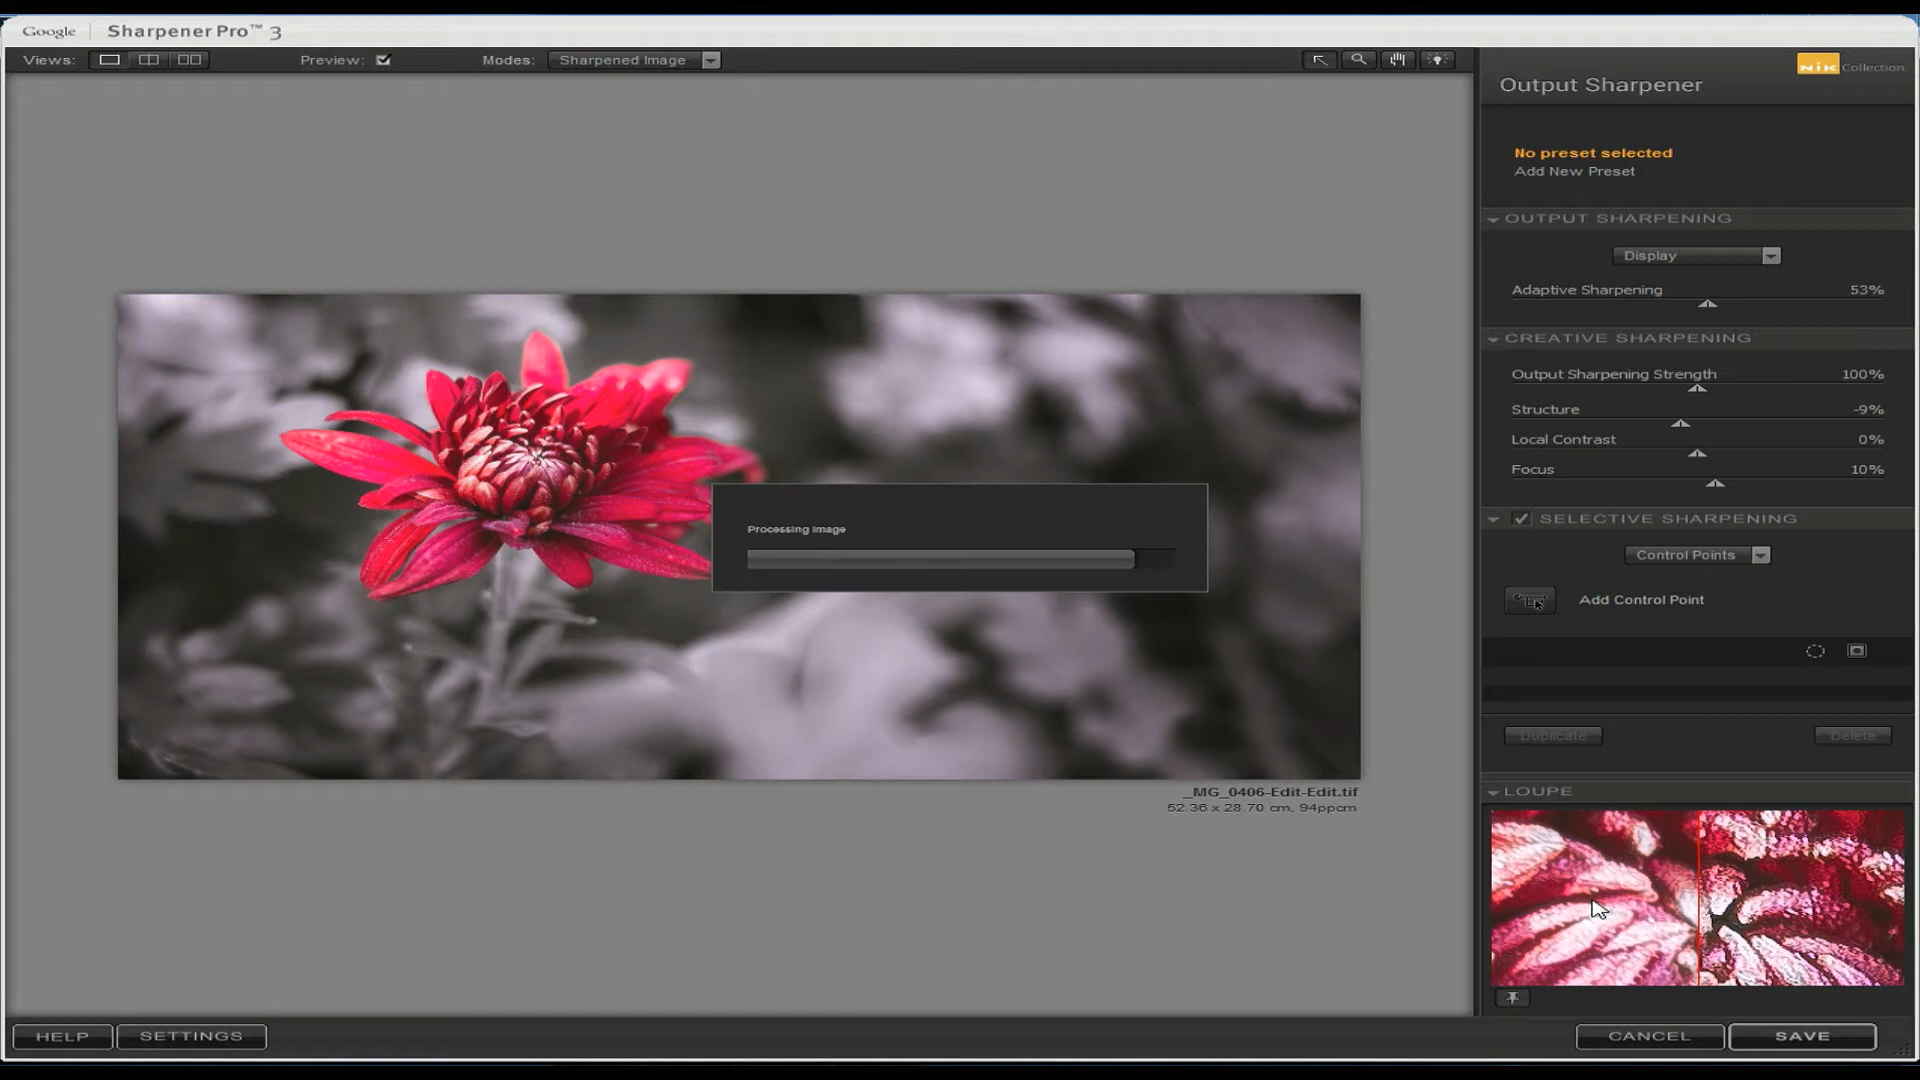 Google Sharpener Pro™ 3
Views: Preview: Modes: Sharpened Image
nik Collection
Output Sharpener
No preset selected
Add New Preset
OUTPUT SHARPENING
Display
Adaptive Sharpening 53%
CREATIVE SHARPENING
Output Sharpening Strength 100%
Structure -9%
Local Contrast 0%
Focus 10%
Processing Image
SELECTIVE SHARPENING
Control Points
Add Control Point
Duplicate Delete
_MG_0406-Edit-Edit.tif
52.36 x 28.70 cm, 94ppcm
LOUPE
HELP SETTINGS CANCEL SAVE